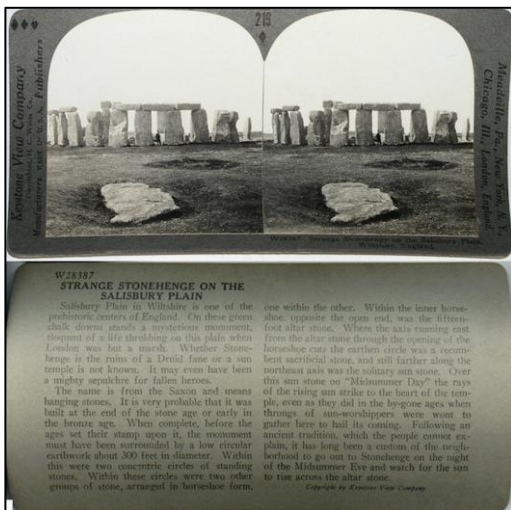 219
Keystone View Company
Manufacturers Publishers
Meadville, Pa., New York, N.Y.,
Chicago, Ill., London, England
W28387 Strange Stonehenge on the Salisbury Plain,
Wiltshire, England.
W28387
STRANGE STONEHENGE ON THE
SALISBURY PLAIN
Salisbury Plain in Wiltshire is one of the
prehistoric centers of England. On these green
chalk downs stands a mysterious monument,
eloquent of a life throbbing on this plain when
London was but a marsh. Whether Stone-
henge is the ruins of a Druid fane or a sun
temple is not known. It may even have been
a mighty sepulchre for fallen heroes.
The name is from the Saxon and means
hanging stones. It is very probable that it was
built at the end of the stone age or early in
the bronze age. When complete, before the
ages set their stamp upon it, the monument
must have been surrounded by a low circular
earthwork about 300 feet in diameter. Within
this were two concentric circles of standing
stones. Within these circles were two other
groups of stone, arranged in horseshoe form,
one within the other. Within the inner horse-
shoe, opposite the open end, was the fifteen-
foot altar stone. Where the axis running east
from the altar stone through the opening of the
horseshoe cuts the earthen circle was a recum-
bent sacrificial stone, and still farther along the
northeast axis was the solitary sun stone. Over
this sun stone on "Midsummer Day" the rays
of the rising sun strike to the heart of the tem-
ple, even as they did in the by-gone ages when
throngs of sun-worshippers were wont to
gather here to hail its coming. Following an
ancient tradition, which the people cannot ex-
plain, it has long been a custom of the neigh-
borhood to go out to Stonehenge on the night
of the Midsummer Eve and watch for the sun
to rise across the altar stone.
Copyright by Keystone View Company